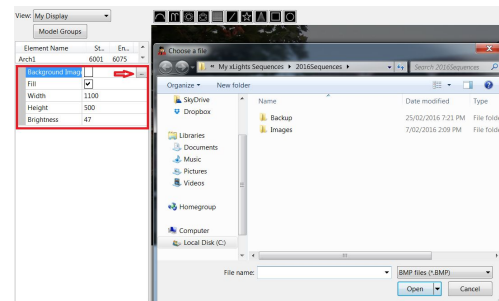 View: My Display
Model Groups
Element Name St.. En..
Arch1 6001 6075
Background Image ...
Fill
Width 1100
Height 500
Brightness 47
Choose a file
« My xLights Sequences ▸ 2016Sequences ▸
Search 2016Sequences
Organize ▾ New folder
Name Date modified Type
SkyDrive
Dropbox
Backup 25/02/2016 7:21 PM File folde
Images 7/02/2016 2:09 PM File folde
Libraries
Documents
Music
Pictures
Videos
Homegroup
Computer
Local Disk (C:)
File name: BMP files (*.BMP)
Open Cancel